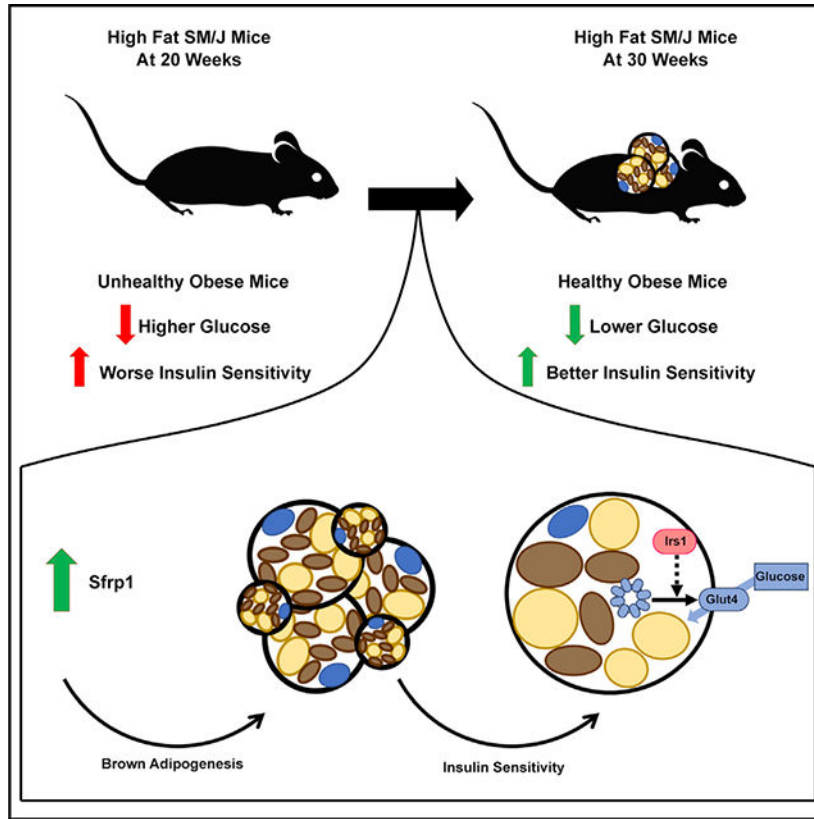 High Fat SM/J Mice
At 20 Weeks
High Fat SM/J Mice
At 30 Weeks
Unhealthy Obese Mice
Higher Glucose
Worse Insulin Sensitivity
Healthy Obese Mice
Lower Glucose
Better Insulin Sensitivity
Sfrp1
Irs1
Glut4
Glucose
Brown Adipogenesis
Insulin Sensitivity